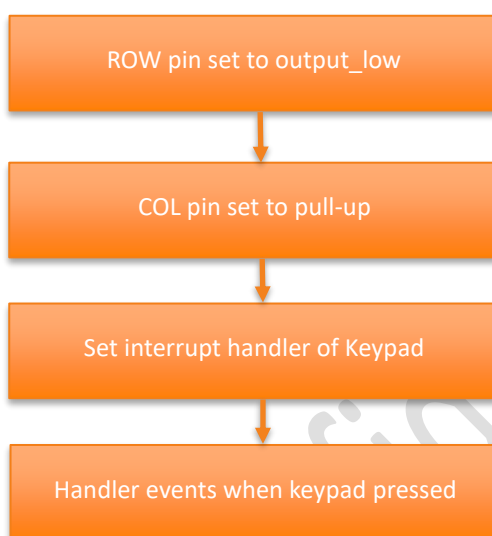 ROW pin set to output_low
COL pin set to pull-up
Set interrupt handler of Keypad
Handler events when keypad pressed